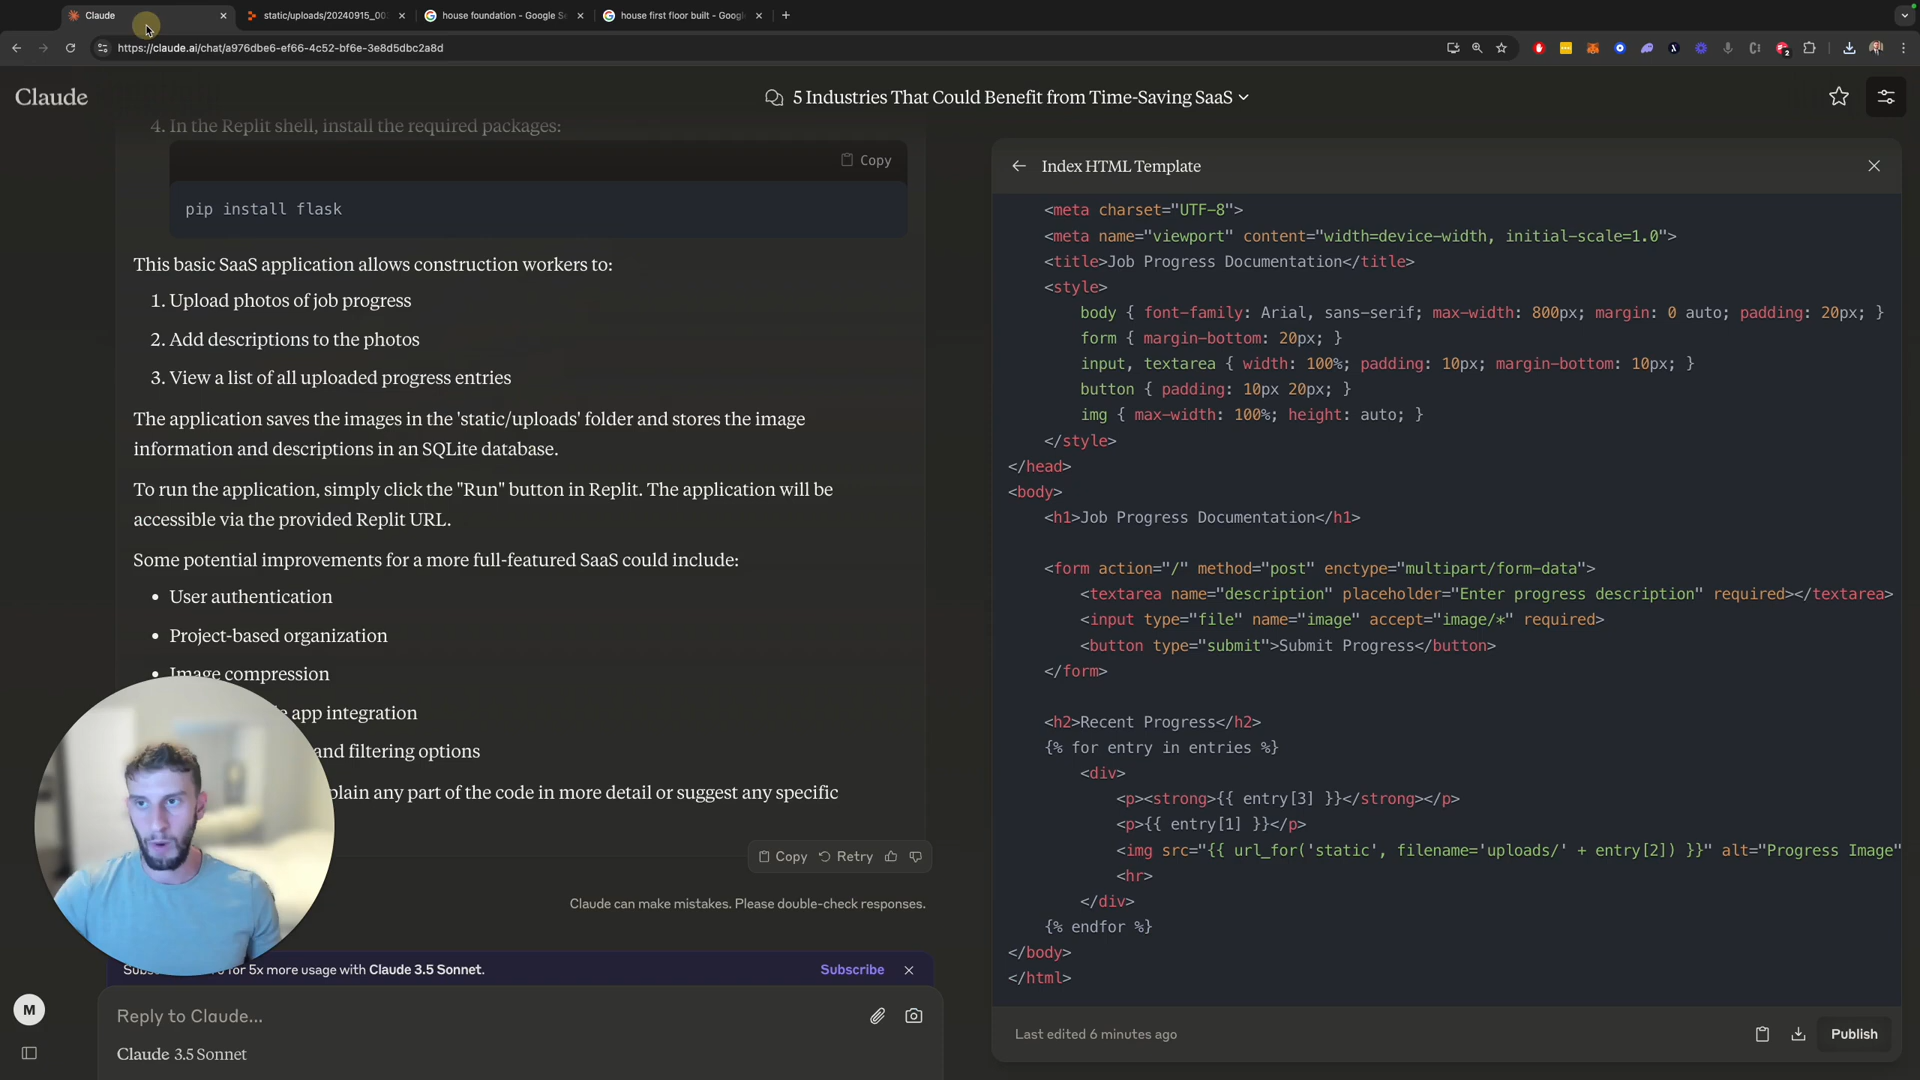 Claude
static/uploads/20240915_00
house foundation - Google Se
house first floor built - Googl
https://claude.ai/chat/a976dbe6-ef66-4c52-bf6e-3e8d5dbc2a8d
2
Claude
5 Industries That Could Benefit from Time-Saving SaaS
4. In the Replit shell, install the required packages:
Copy
pip install flask
This basic SaaS application allows construction workers to:
1. Upload photos of job progress
2. Add descriptions to the photos
3. View a list of all uploaded progress entries
The application saves the images in the 'static/uploads' folder and stores the image
information and descriptions in an SQLite database.
To run the application, simply click the "Run" button in Replit. The application will be
accessible via the provided Replit URL.
Some potential improvements for a more full-featured SaaS could include:
• User authentication
• Project-based organization
• Image compression
app integration
and filtering options
plain any part of the code in more detail or suggest any specific
Copy Retry
Claude can make mistakes. Please double-check responses.
for 5x more usage with Claude 3.5 Sonnet.
Subscribe
M
Reply to Claude...
Claude 3.5 Sonnet
Index HTML Template
<meta charset="UTF-8">
<meta name="viewport" content="width=device-width, initial-scale=1.0">
<title>Job Progress Documentation</title>
<style>
body { font-family: Arial, sans-serif; max-width: 800px; margin: 0 auto; padding: 20px; }
form { margin-bottom: 20px; }
input, textarea { width: 100%; padding: 10px; margin-bottom: 10px; }
button { padding: 10px 20px; }
img { max-width: 100%; height: auto; }
</style>
</head>
<body>
<h1>Job Progress Documentation</h1>
<form action="/" method="post" enctype="multipart/form-data">
<textarea name="description" placeholder="Enter progress description" required></textarea>
<input type="file" name="image" accept="image/*" required>
<button type="submit">Submit Progress</button>
</form>
<h2>Recent Progress</h2>
{% for entry in entries %}
<div>
<p><strong>{{ entry[3] }}</strong></p>
<p>{{ entry[1] }}</p>
<img src="{{ url_for('static', filename='uploads/' + entry[2]) }}" alt="Progress Image"
<hr>
</div>
{% endfor %}
</body>
</html>
Last edited 6 minutes ago
Publish